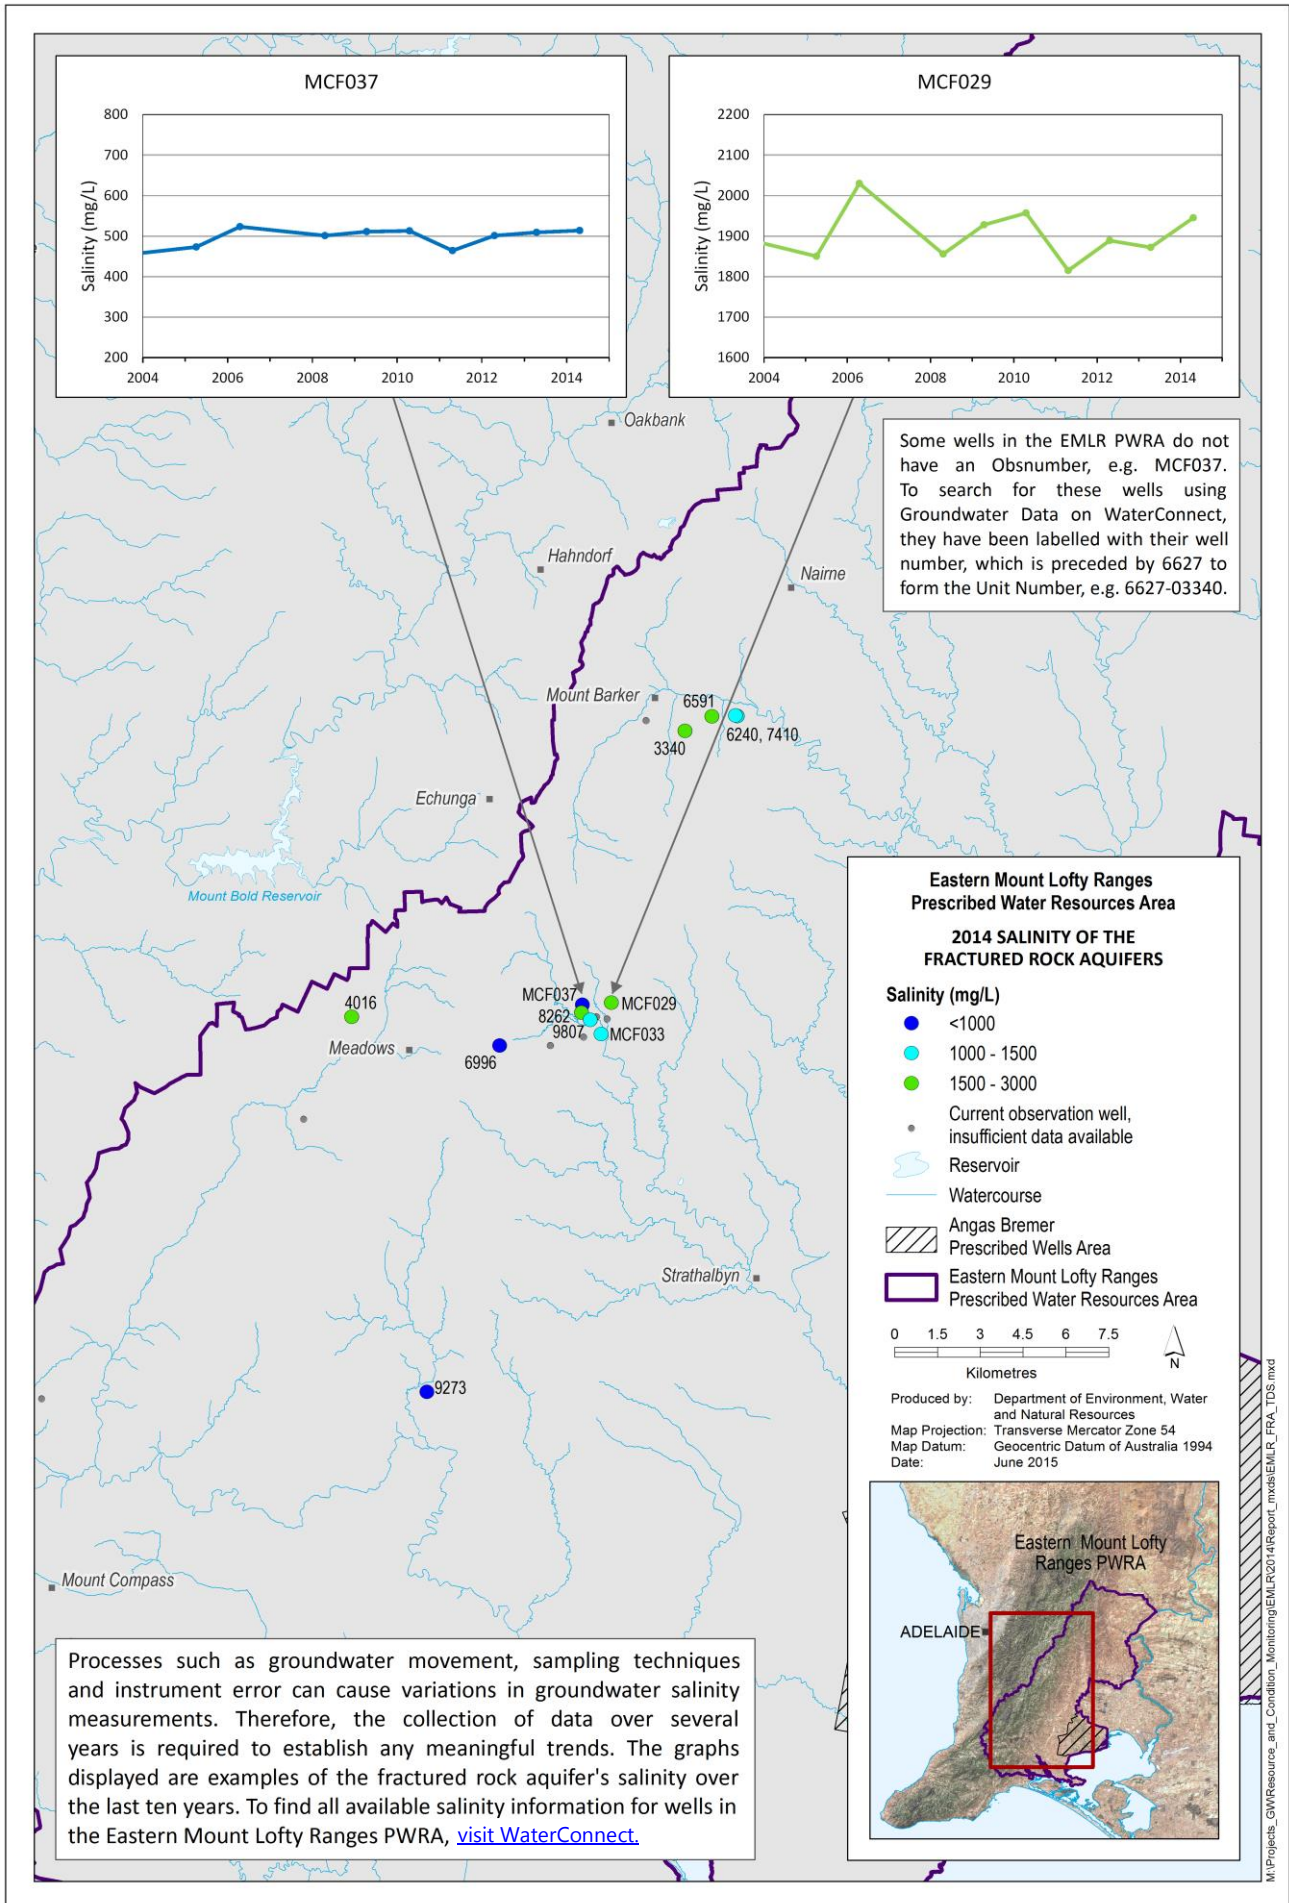 MCF037
800
700
600
500
400
300
200
Salinity (mg/L)
2004 2006 2008 2010 2012 2014
MCF029
2200
2100
2000
1900
1800
1700
1600
Salinity (mg/L)
2004 2006 2008 2010 2012 2014
Some wells in the EMLR PWRA do not
have an Obsnumber, e.g. MCF037.
To search for these wells using
Groundwater Data on WaterConnect,
they have been labelled with their well
number, which is preceded by 6627 to
form the Unit Number, e.g. 6627-03340.
Oakbank
Hahndorf
Nairne
Mount Barker
6591
6240, 7410
3340
Echunga
Mount Bold Reservoir
MCF037
MCF029
4016
8262
9807
MCF033
Meadows
6996
Strathalbyn
9273
Mount Compass
Eastern Mount Lofty Ranges
Prescribed Water Resources Area
2014 SALINITY OF THE
FRACTURED ROCK AQUIFERS
Salinity (mg/L)
<1000
1000 - 1500
1500 - 3000
Current observation well,
insufficient data available
Reservoir
Watercourse
Angas Bremer
Prescribed Wells Area
Eastern Mount Lofty Ranges
Prescribed Water Resources Area
0 1.5 3 4.5 6 7.5
Kilometres
N
Produced by: Department of Environment, Water
and Natural Resources
Map Projection: Transverse Mercator Zone 54
Map Datum: Geocentric Datum of Australia 1994
Date: June 2015
Eastern Mount Lofty
Ranges PWRA
ADELAIDE
Processes such as groundwater movement, sampling techniques
and instrument error can cause variations in groundwater salinity
measurements. Therefore, the collection of data over several
years is required to establish any meaningful trends. The graphs
displayed are examples of the fractured rock aquifer's salinity over
the last ten years. To find all available salinity information for wells in
the Eastern Mount Lofty Ranges PWRA, visit WaterConnect.
M:\Projects_GW\Resource_and_Condition_Monitoring\EMLR\2014\Report_mxds\EMLR_FRA_TDS.mxd